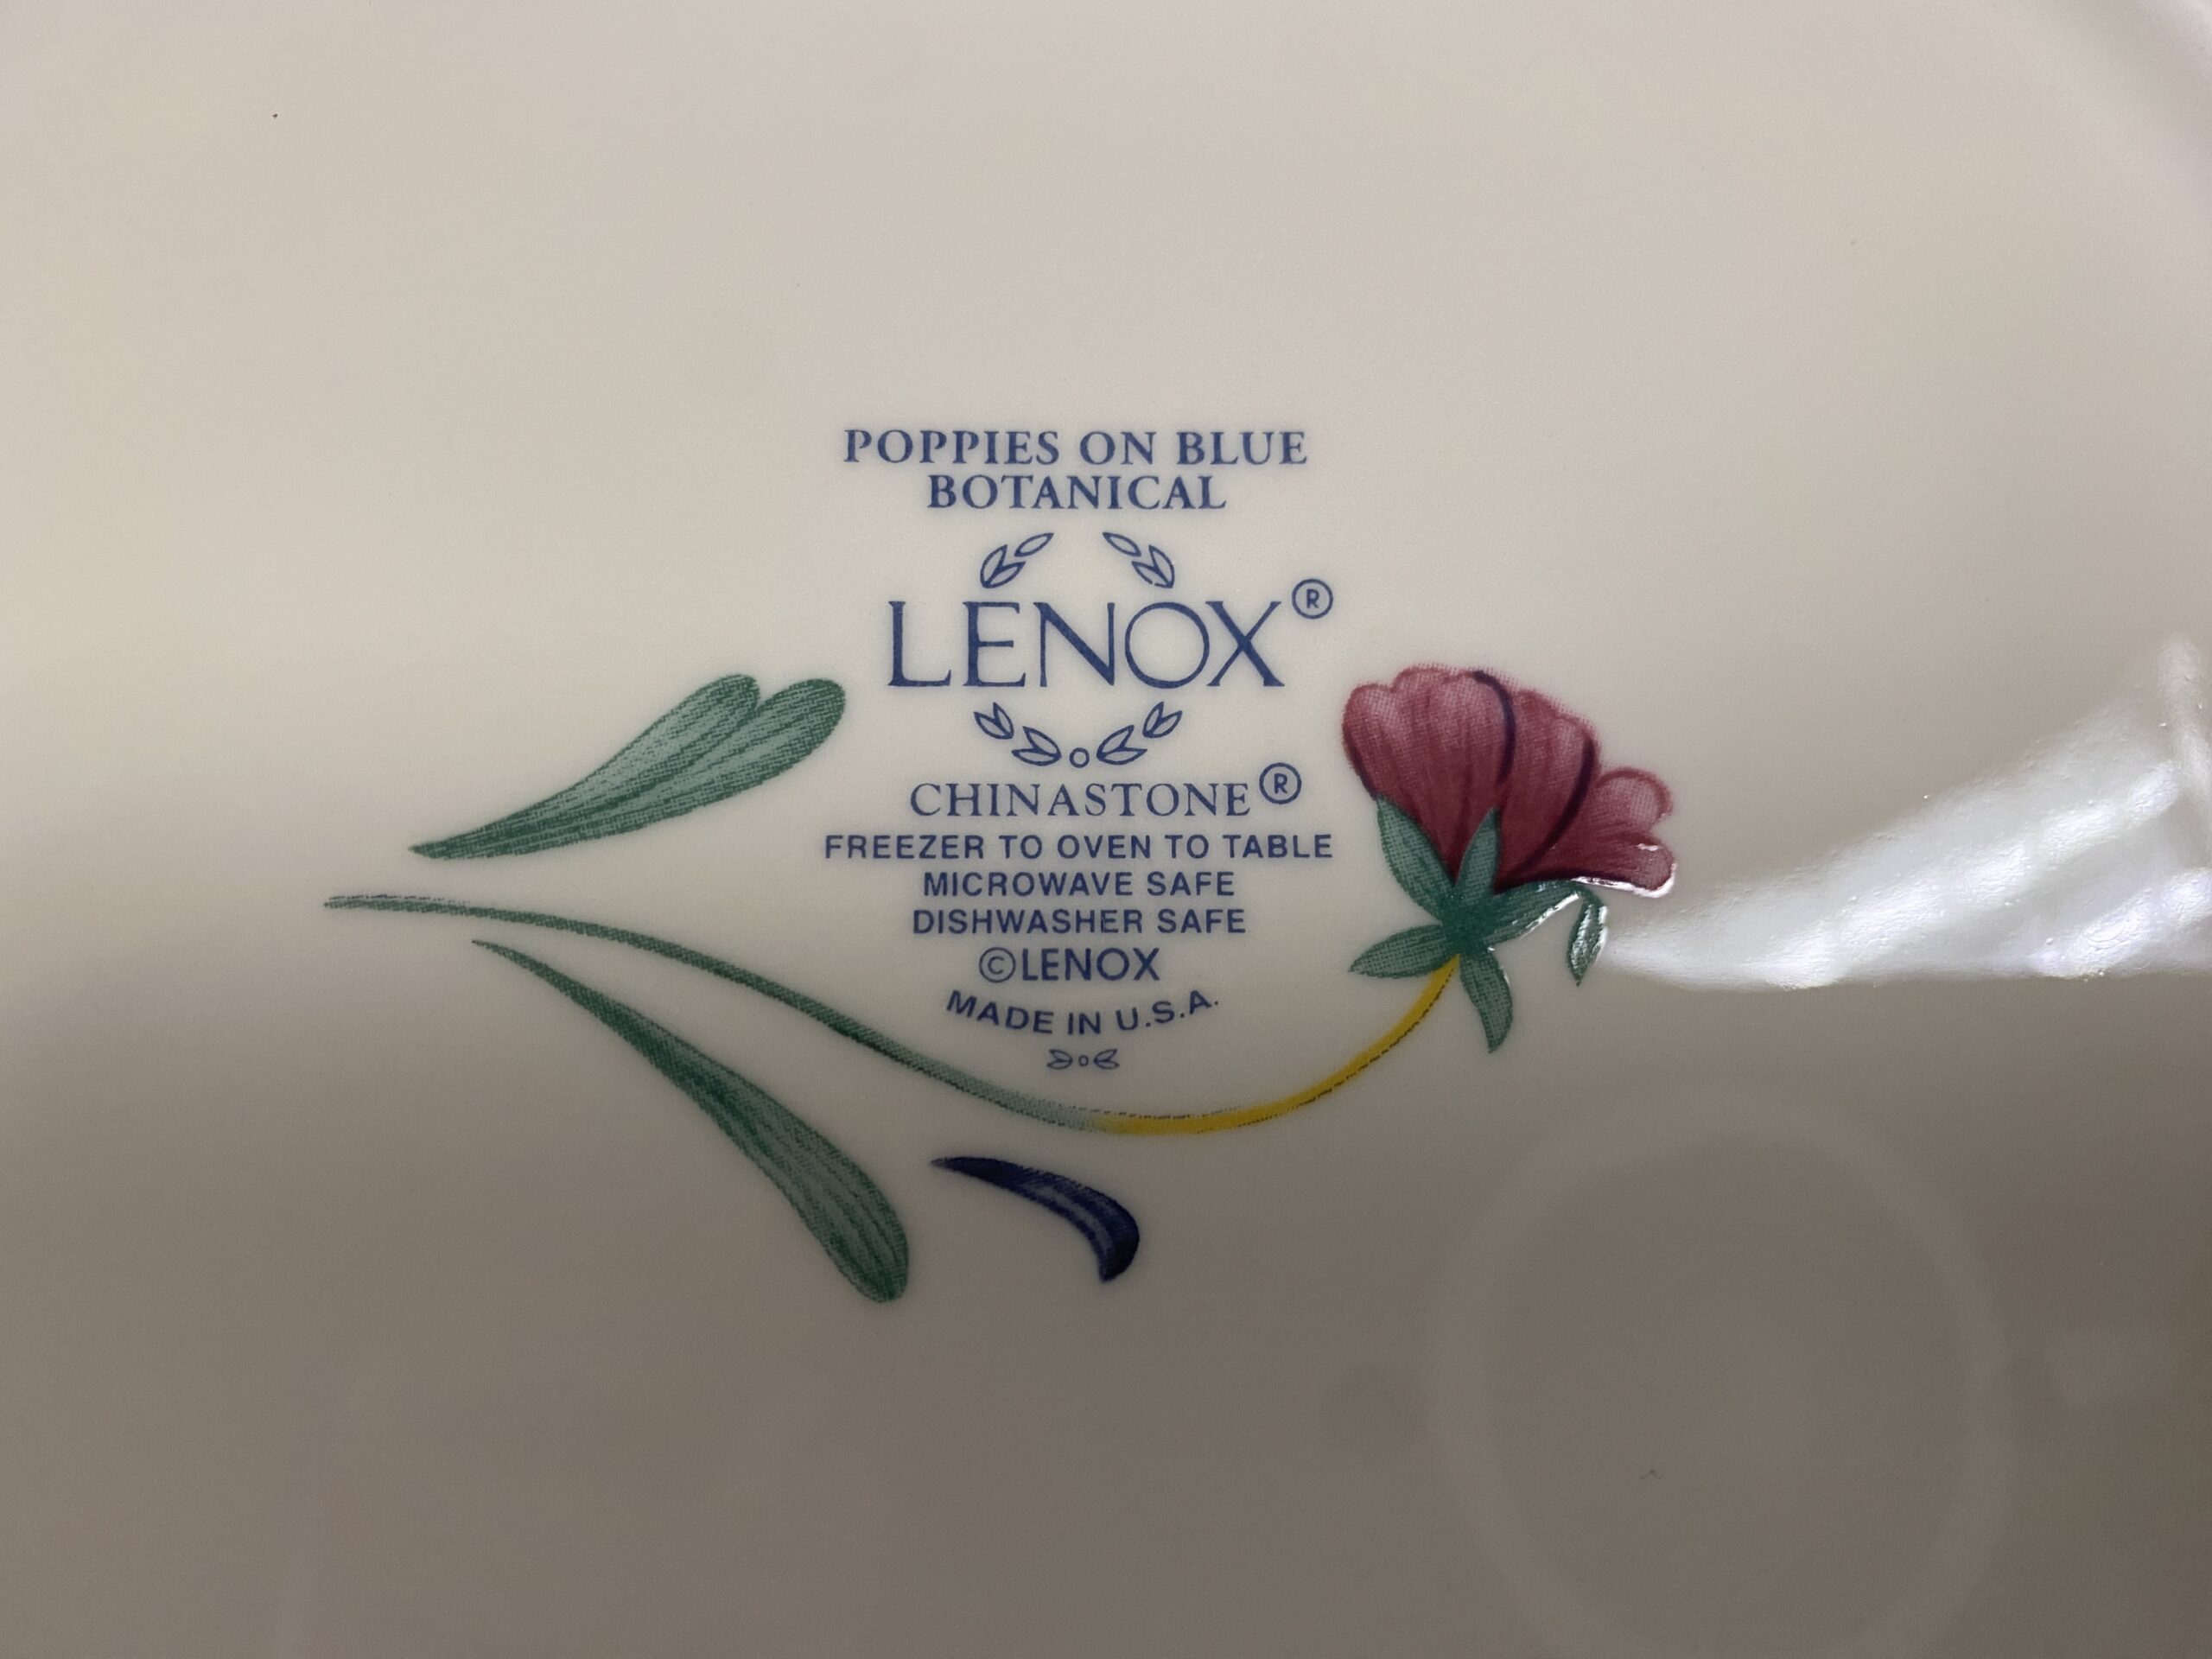 POPPIES ON BLUE
BOTANICAL
LENOX®
CHINASTONE®
FREEZER TO OVEN TO TABLE
MICROWAVE SAFE
DISHWASHER SAFE
©LENOX
MADE IN U.S.A.